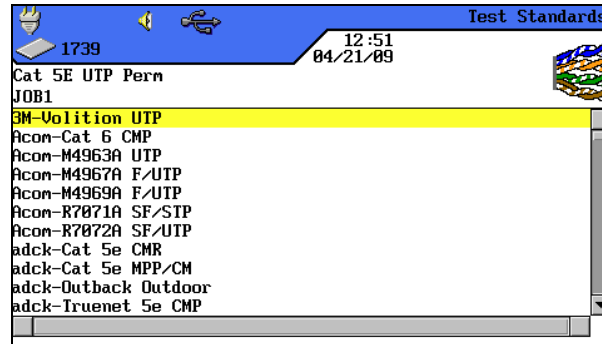 Test Standards
1739
12:51
04/21/09
Cat 5E UTP Perm
JOB1
3M-Volition UTP
Acom-Cat 6 CMP
Acom-M4963A UTP
Acom-M4967A F/UTP
Acom-M4969A F/UTP
Acom-R7071A SF/STP
Acom-R7072A SF/UTP
adck-Cat 5e CMR
adck-Cat 5e MPP/CM
adck-Outback Outdoor
adck-Truenet 5e CMP